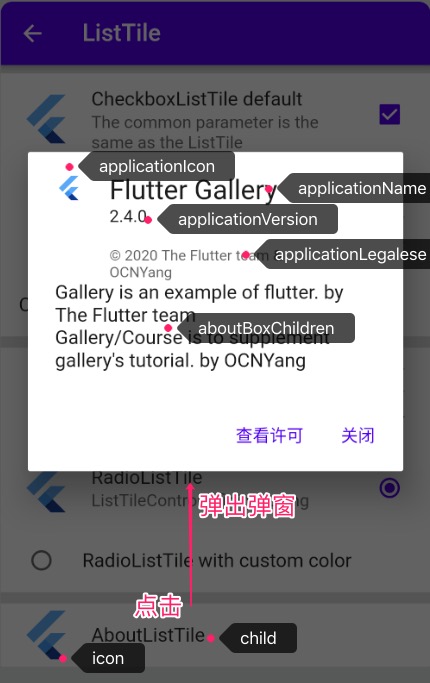 ListTile
CheckboxListTile default
The common parameter is the
same as the ListTile
applicationIcon
Flutter Gallery
applicationName
2.4.0
applicationVersion
© 2020 The Flutter team
applicationLegalese
OCNYang
Gallery is an example of flutter. by
The Flutter team
aboutBoxChildren
Gallery/Course is to supplement
gallery's tutorial. by OCNYang
查看许可
关闭
RadioListTile
弹出弹窗
RadioListTile with custom color
点击
AboutListTile
child
icon